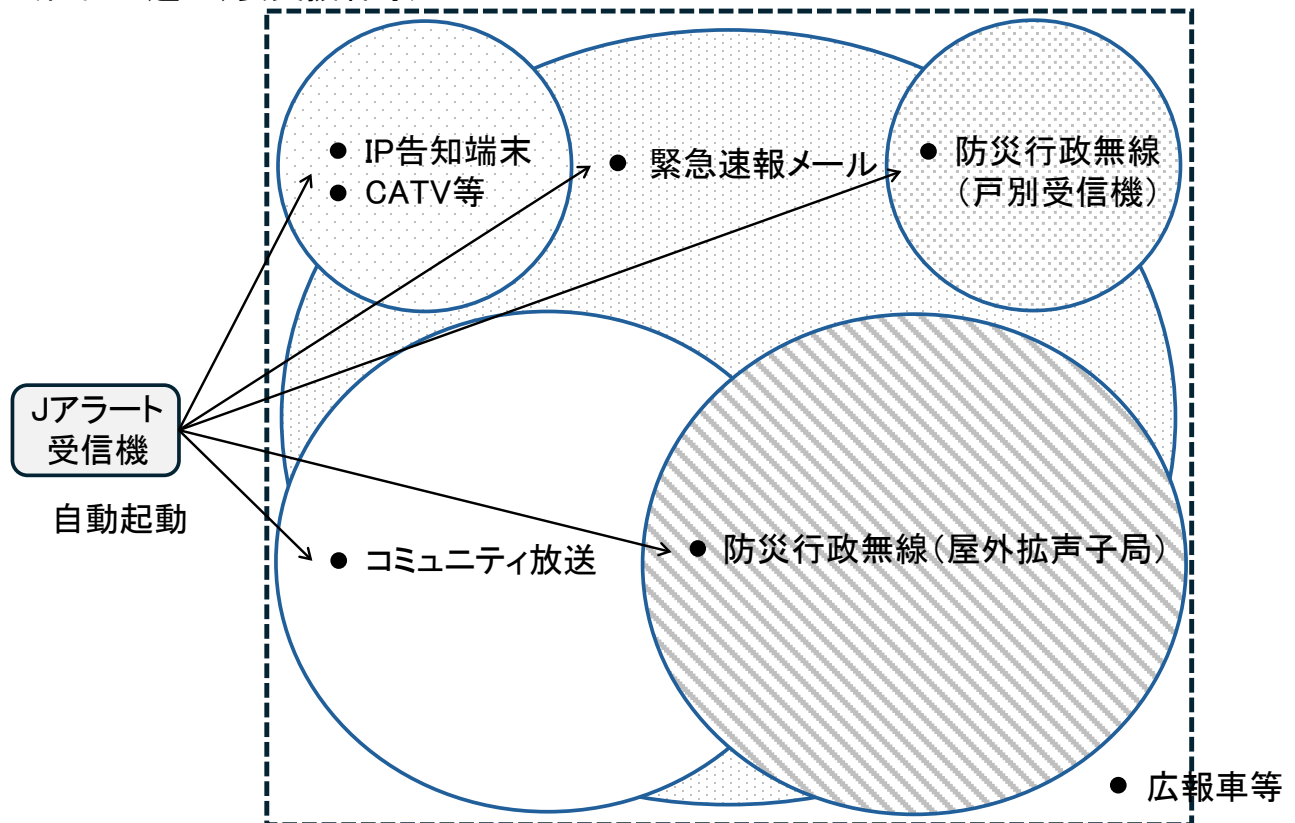 ● IP告知端末
● CATV等
● 緊急速報メール
● 防災行政無線
(戸別受信機)
Jアラート
受信機
自動起動
● コミュニティ放送
● 防災行政無線(屋外拡声子局)
● 広報車等